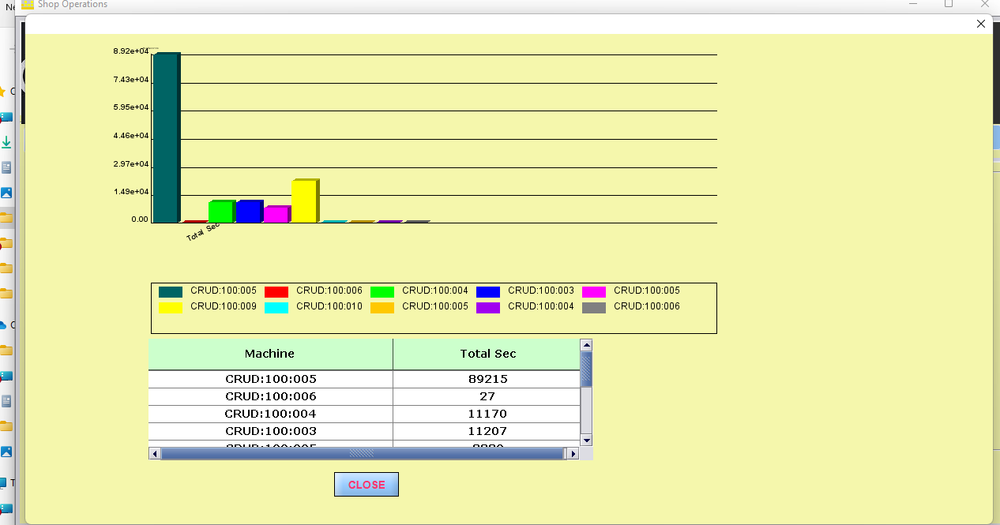 Ne
Shop Operations
8.92e+04
7.43e+04
5.95e+04
4.46e+04
2.97e+04
1.49e+04
0.00
Total Sec
CRUD:100:005 CRUD:100:006 CRUD:100:004 CRUD:100:003 CRUD:100:005
CRUD:100:009 CRUD:100:010 CRUD:100:005 CRUD:100:004 CRUD:100:006
Machine Total Sec
CRUD:100:005 89215
CRUD:100:006 27
CRUD:100:004 11170
CRUD:100:003 11207
CLOSE